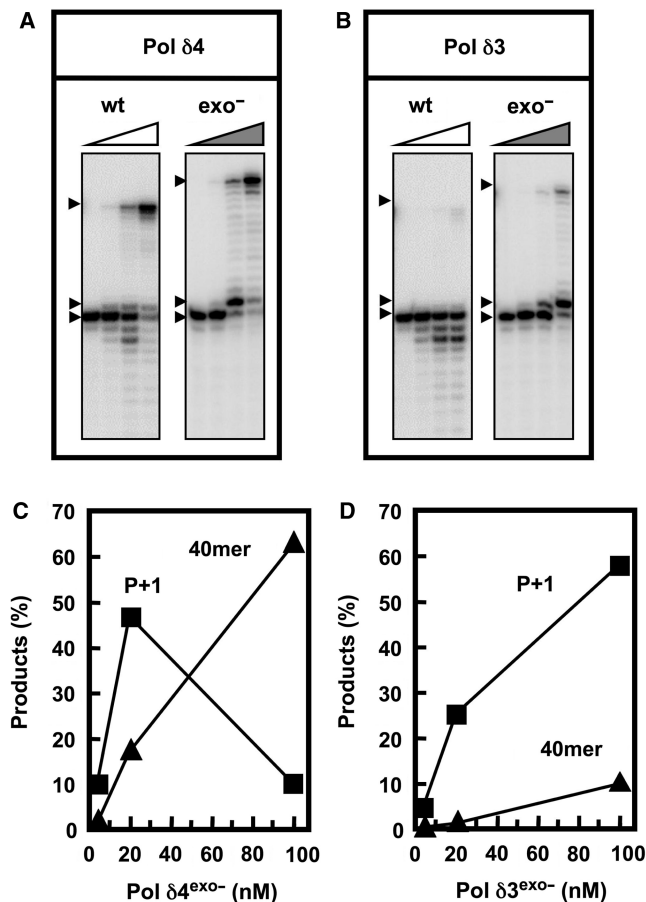 A
Pol δ4
wt
exo⁻
B
Pol δ3
wt
exo⁻
C
Products (%)
70
60
50
40
30
20
10
0
40mer
P+1
0 20 40 60 80 100
Pol δ4exo− (nM)
D
Products (%)
70
60
50
40
30
20
10
0
P+1
40mer
0 20 40 60 80 100
Pol δ3exo− (nM)